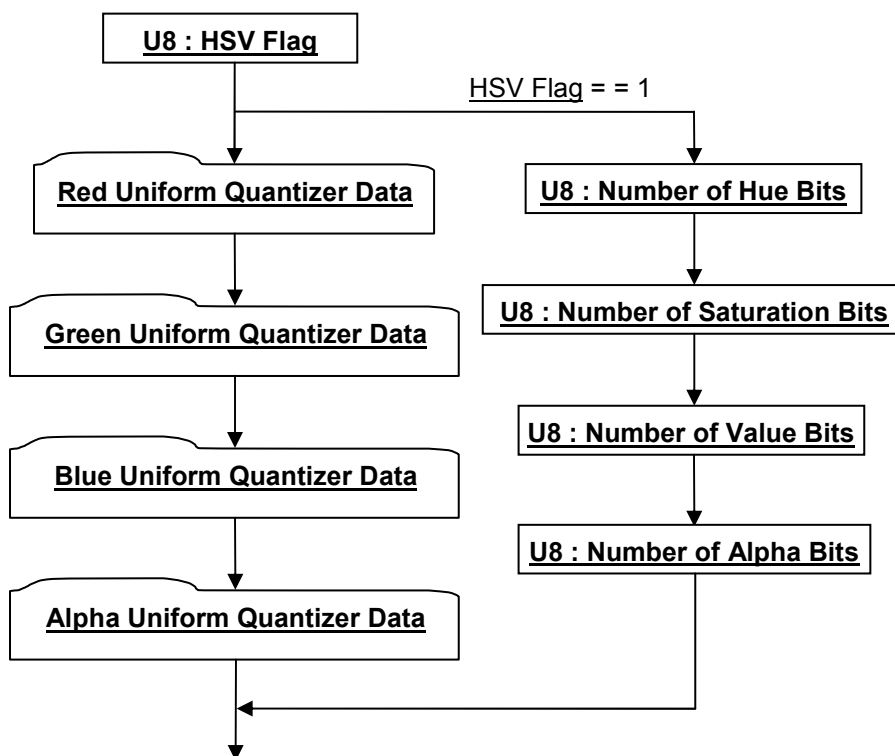 U8 : HSV Flag
HSV Flag = = 1
Red Uniform Quantizer Data
U8 : Number of Hue Bits
Green Uniform Quantizer Data
U8 : Number of Saturation Bits
Blue Uniform Quantizer Data
U8 : Number of Value Bits
Alpha Uniform Quantizer Data
U8 : Number of Alpha Bits